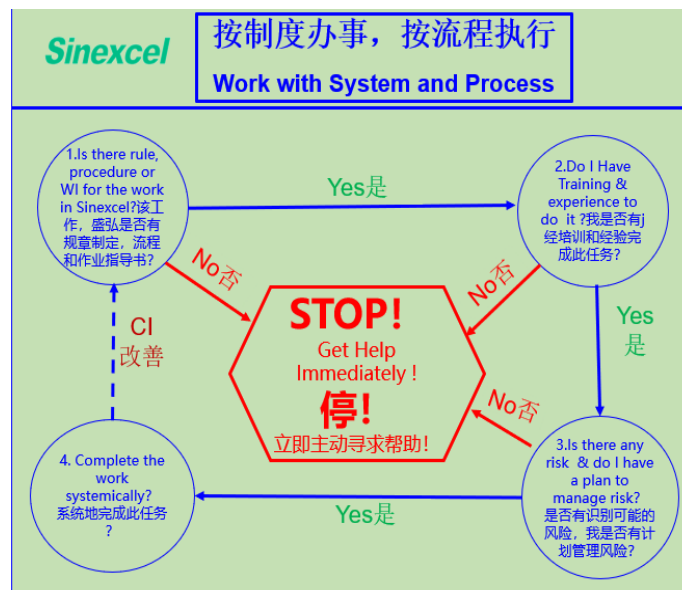 Sinexcel
按制度办事，按流程执行
Work with System and Process
1.Is there rule,
procedure or
WI for the work
in Sinexcel?该工
作，盛弘是否有
规章制定，流程
和作业指导书？
Yes是
2.Do I Have
Training &
experience to
do it ?我是否有j
经培训和经验完
成此任务？
No否
No否
STOP!
Get Help
Immediately !
停!
立即主动寻求帮助!
Yes
是
CI
改善
No否
4. Complete the
work
systemically?
系统地完成此任务
?
Yes是
3.Is there any
risk & do I have
a plan to
manage risk?
是否有识别可能的
风险，我是否有计
划管理风险？